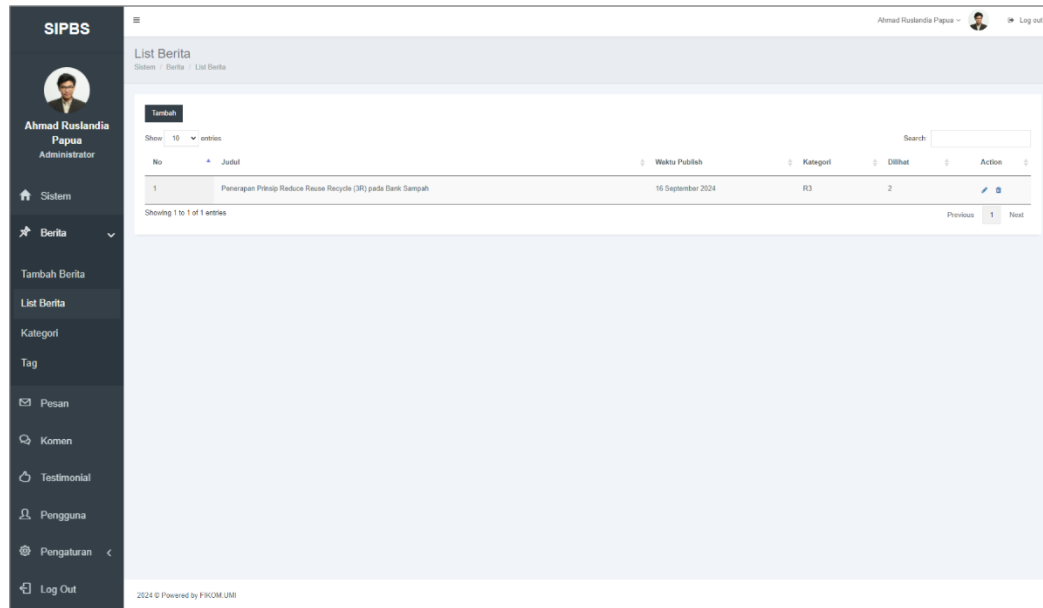 SIPBS
Ahmad Ruslandia Papua
Log out
Ahmad Ruslandia
Papua
Administrator
Sistem
Berita
Tambah Berita
List Berita
Kategori
Tag
Pesan
Komen
Testimonial
Pengguna
Pengaturan
Log Out
List Berita
Sistem / Berita / List Berita
Tambah
Show 10 entries
Search:
No Judul Waktu Publish Kategori Dilihat Action
1 Penerapan Prinsip Reduce Reuse Recycle (3R) pada Bank Sampah 16 September 2024 R3 2
Showing 1 to 1 of 1 entries
Previous 1 Next
2024 © Powered by FIKOM.UMI